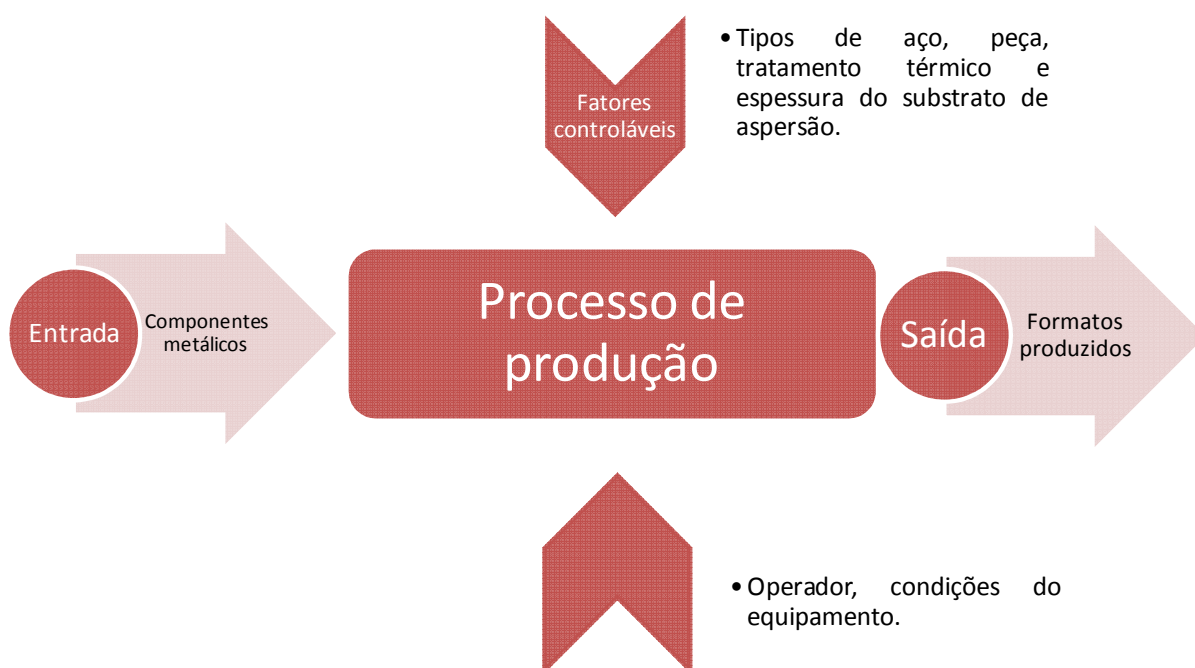 • Tipos de aço, peça,
tratamento térmico e
espessura do substrato de
aspersão.
Fatores
controláveis
Entrada
Componentes
metálicos
Processo de
produção
Saída
Formatos
produzidos
• Operador, condições do
equipamento.